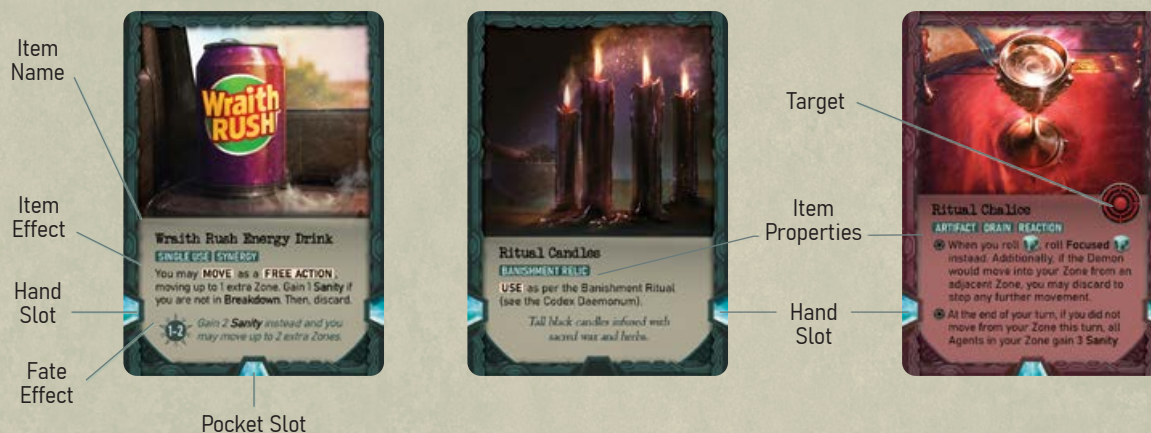 Item
Name
Item
Effect
Hand
Slot
Fate
Effect
Pocket Slot
Wraith
RUSH
Wraith Rush Energy Drink
SINGLE USE SYNERGY
You may MOVE as a FREE ACTION,
moving up to 1 extra Zone. Gain 1 Sanity if
you are not in Breakdown. Then, discard.
1-2 Gain 2 Sanity instead and you
may move up to 2 extra Zones.
Ritual Candles
BANISHMENT RELIC
USE as per the Banishment Ritual
(see the Codex Daemonum).
Tall black candles infused with
sacred wax and herbs.
Target
Item
Properties
Hand
Slot
Ritual Chalice
ARTIFACT DRAIN REACTION
When you roll , roll Focused
instead. Additionally, if the Demon
would move into your Zone from an
adjacent Zone, you may discard to
stop any further movement.
At the end of your turn, if you did not
move from your Zone this turn, all
Agents in your Zone gain 3 Sanity.